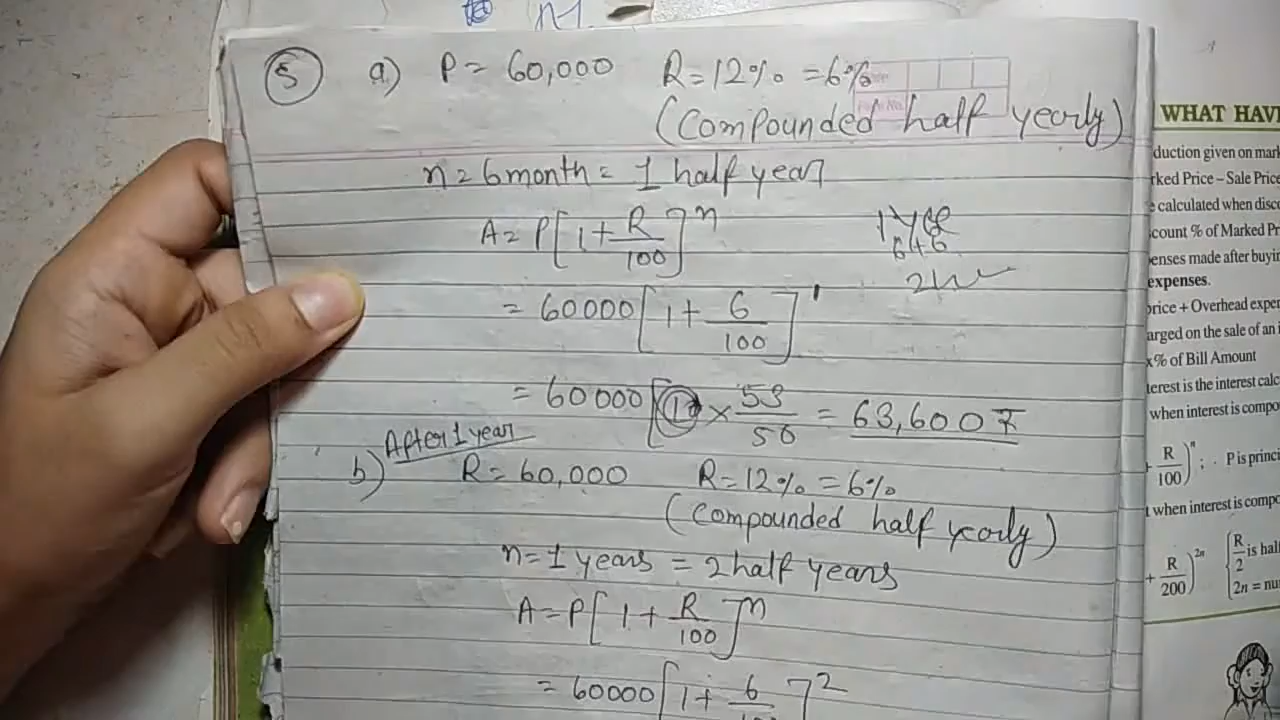 5 a) P = 60,000 R = 12% = 6%
(Compounded half yearly)
n = 6 month = 1 half year
A = P[1 + R/100]^n
= 60000[1 + 6/100]^1
6+6
= 60000[1 × 53/50 = 63,600 ₹
After 1 year
b) R = 60,000 R = 12% = 6%
(Compounded half yearly)
n = 1 years = 2 half years
A = P[1 + R/100]^n
= 60000[1 + 6/100]^2
WHAT HAV
duction given on mark
rked Price – Sale Price
calculated when disc
count % of Marked Pr
enses made after buyin
expenses.
price + Overhead expe
arged on the sale of an i
x% of Bill Amount
terest is the interest calc
when interest is compo
R/100)^n ; . P is princi
t when interest is compo
+ R/200)^2n { R/2 is hal
2n = nu